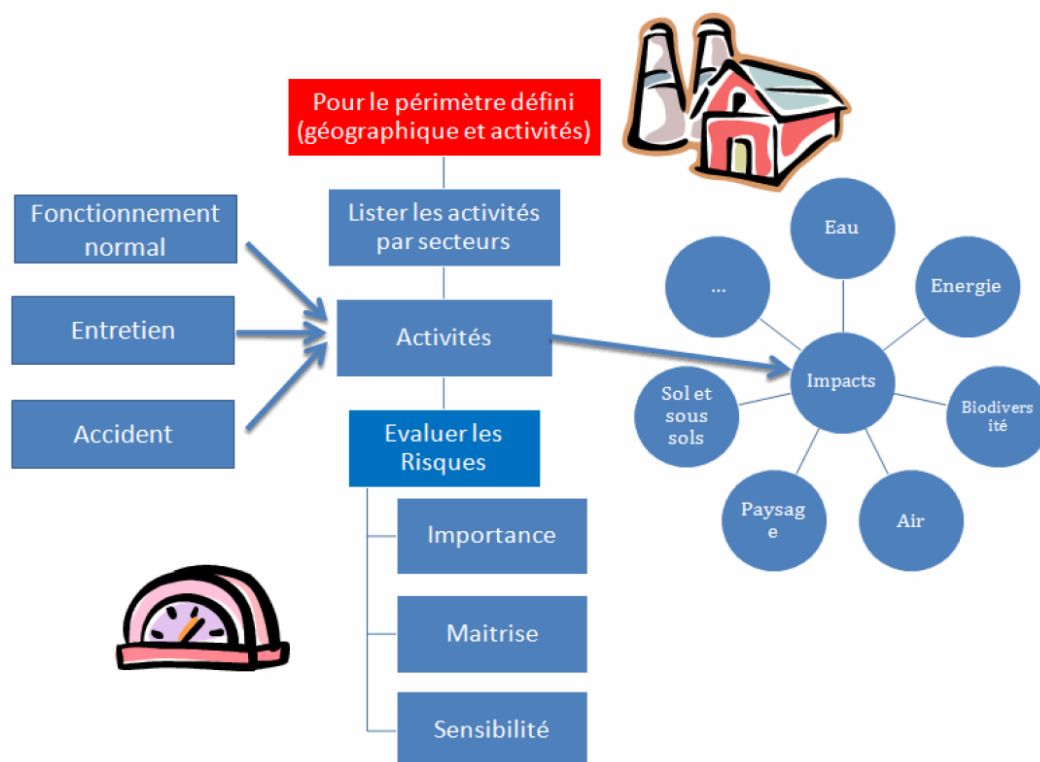 Pour le périmètre défini
(géographique et activités)
Fonctionnement
normal
Lister les activités
par secteurs
Entretien
Activités
Accident
Evaluer les
Risques
Importance
Maitrise
Sensibilité
Eau
...
Energie
Impacts
Sol et
sous
sols
Biodivers
ité
Paysag
e
Air